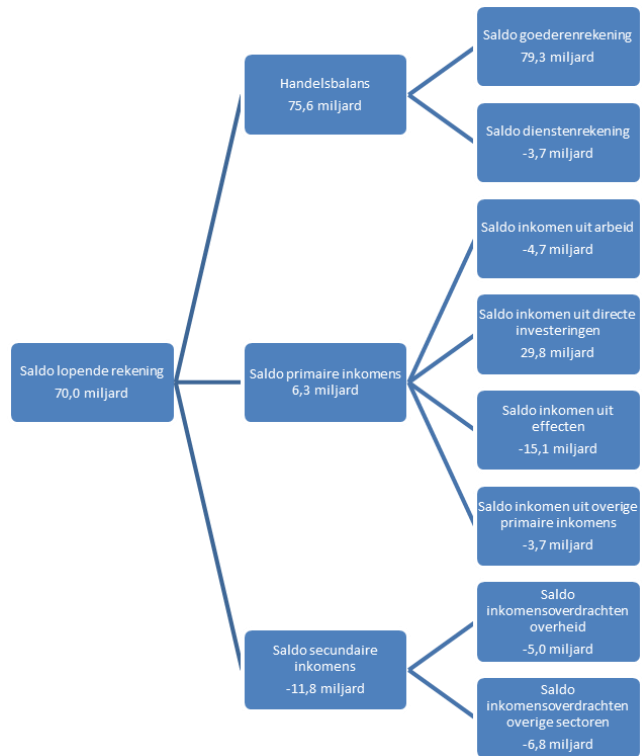 Saldo goederenrekening
79,3 miljard
Handelsbalans
75,6 miljard
Saldo dienstenrekening
-3,7 miljard
Saldo inkomen uit arbeid
-4,7 miljard
Saldo inkomen uit directe
investeringen
29,8 miljard
Saldo lopende rekening
70,0 miljard
Saldo primaire inkomens
6,3 miljard
Saldo inkomen uit
effecten
-15,1 miljard
Saldo inkomen uit overige
primaire inkomens
-3,7 miljard
Saldo
inkomensoverdrachten
overheid
-5,0 miljard
Saldo secundaire
inkomens
-11,8 miljard
Saldo
inkomensoverdrachten
overige sectoren
-6,8 miljard